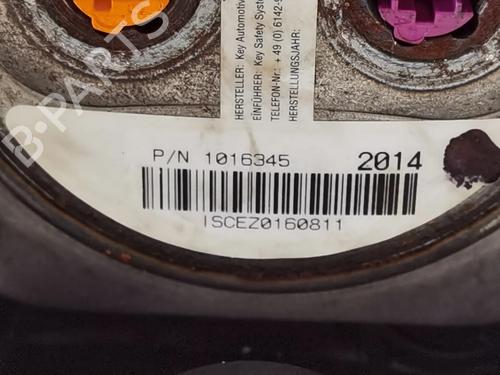 HERSTELLER: Key Automotive
EINFÜHRER: Key Safety System
TELEFON-Nr.: + 49 (0) 6142-
HERSTELLUNGSJAHR:
P/N 1016345
2014
ISCEZ0160811
B-PARTS